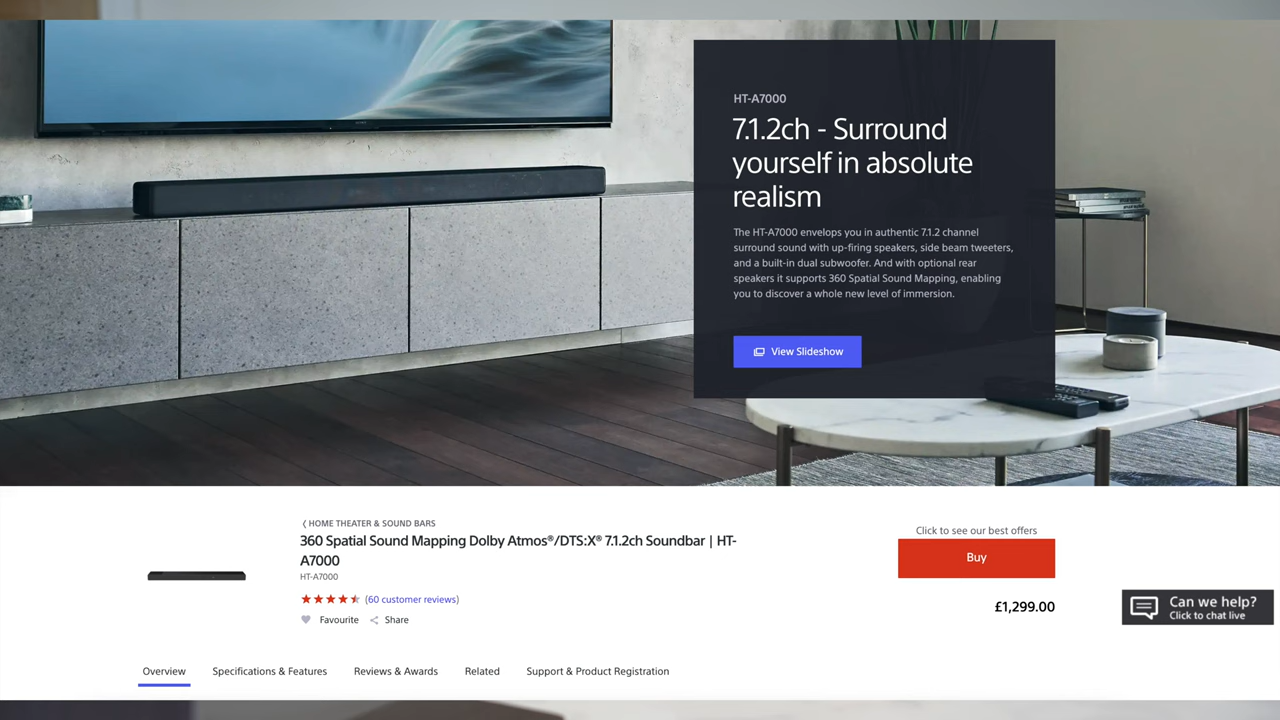 HT-A7000
7.1.2ch - Surround
yourself in absolute
realism
The HT-A7000 envelops you in authentic 7.1.2 channel
surround sound with up-firing speakers, side beam tweeters,
and a built-in dual subwoofer. And with optional rear
speakers it supports 360 Spatial Sound Mapping, enabling
you to discover a whole new level of immersion.
View Slideshow
HOME THEATER & SOUND BARS
360 Spatial Sound Mapping Dolby Atmos®/DTS:X® 7.1.2ch Soundbar | HT-
A7000
HT-A7000
(60 customer reviews)
Favourite
Share
Click to see our best offers
Buy
£1,299.00
Can we help?
Click to chat live
Overview
Specifications & Features
Reviews & Awards
Related
Support & Product Registration